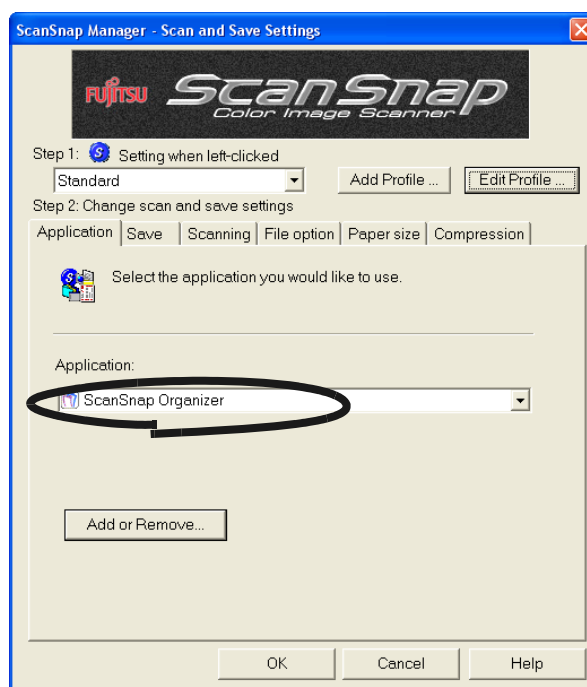 ScanSnap Manager - Scan and Save Settings
FUJITSU ScanSnap
Color Image Scanner
Step 1: Setting when left-clicked
Standard Add Profile ... Edit Profile ...
Step 2: Change scan and save settings
Application Save Scanning File option Paper size Compression
Select the application you would like to use.
Application:
ScanSnap Organizer
Add or Remove...
OK Cancel Help